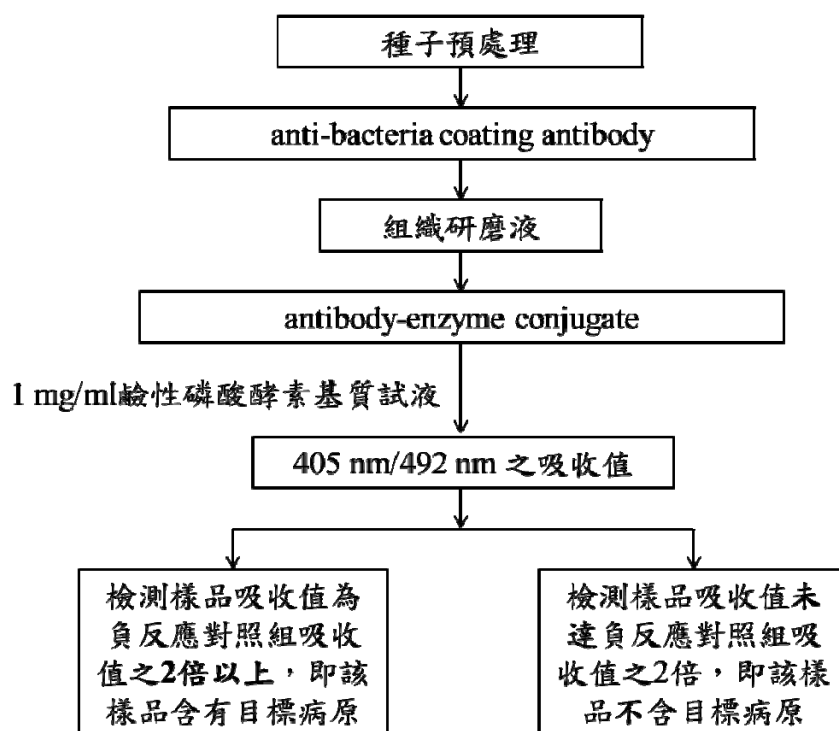 種子預處理
anti-bacteria coating antibody
組織研磨液
antibody-enzyme conjugate
1 mg/ml鹼性磷酸酵素基質試液
405 nm/492 nm 之吸收值
檢測樣品吸收值為
負反應對照組吸收
值之2倍以上，即該
樣品含有目標病原
檢測樣品吸收值未
達負反應對照組吸
收值之2倍，即該樣
品不含目標病原